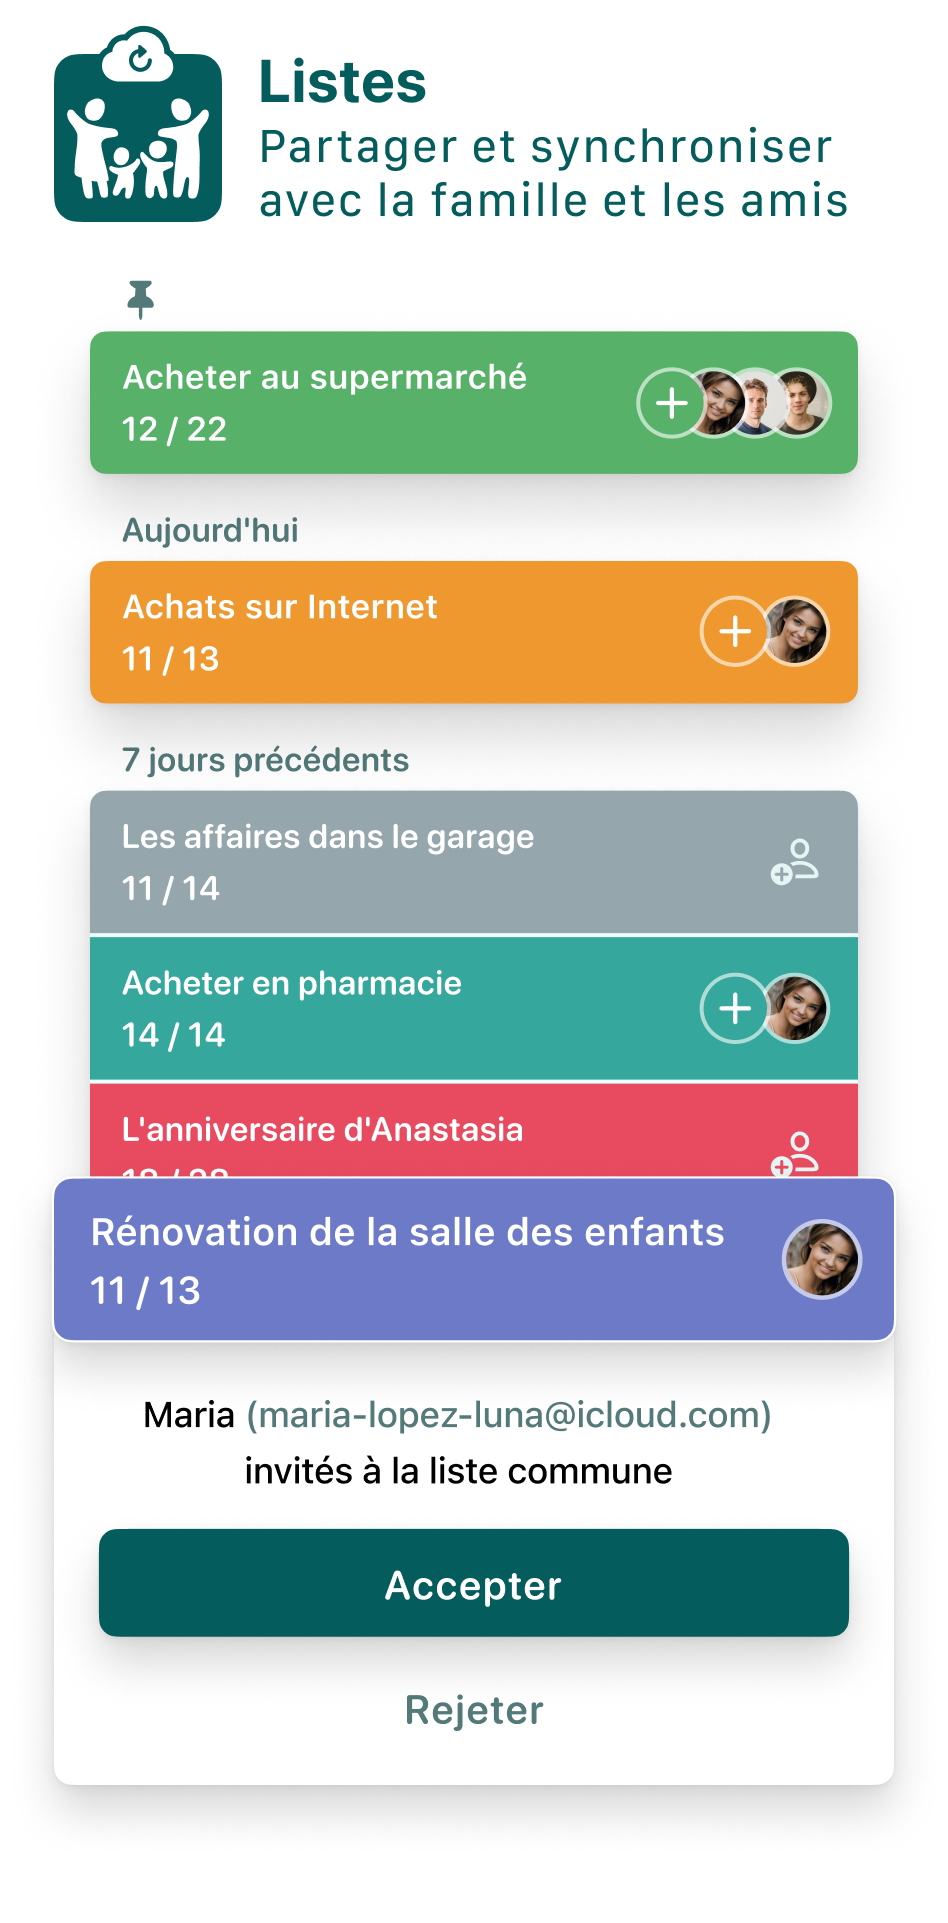 Listes
Partager et synchroniser
avec la famille et les amis
Acheter au supermarché
12 / 22
Aujourd'hui
Achats sur Internet
11 / 13
7 jours précédents
Les affaires dans le garage
11 / 14
Acheter en pharmacie
14 / 14
L'anniversaire d'Anastasia
Rénovation de la salle des enfants
11 / 13
Maria (maria-lopez-luna@icloud.com)
invités à la liste commune
Accepter
Rejeter